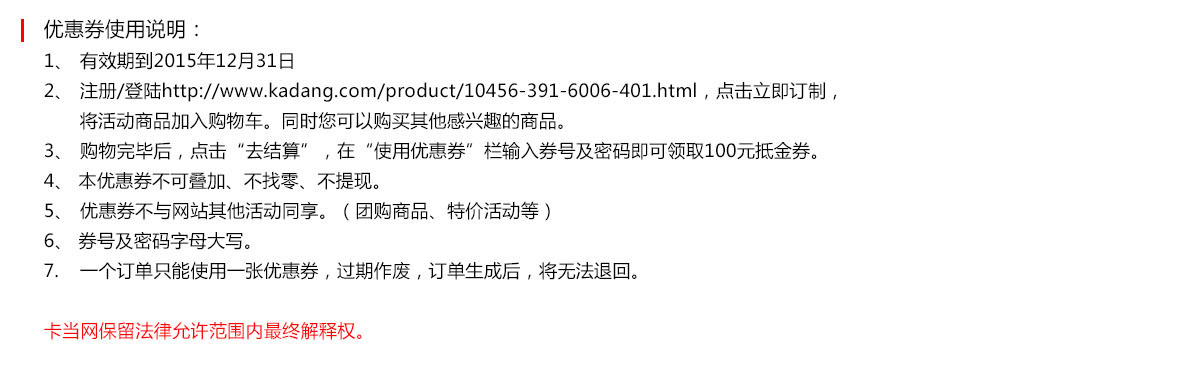 优惠券使用说明：
1、 有效期到2015年12月31日
2、 注册/登陆http://www.kadang.com/product/10456-391-6006-401.html，点击立即订制，
将活动商品加入购物车。同时您可以购买其他感兴趣的商品。
3、 购物完毕后，点击“去结算”，在“使用优惠券”栏输入券号及密码即可领取100元抵金券。
4、 本优惠券不可叠加、不找零、不提现。
5、 优惠券不与网站其他活动同享。（团购商品、特价活动等）
6、 券号及密码字母大写。
7. 一个订单只能使用一张优惠券，过期作废，订单生成后，将无法退回。
卡当网保留法律允许范围内最终解释权。